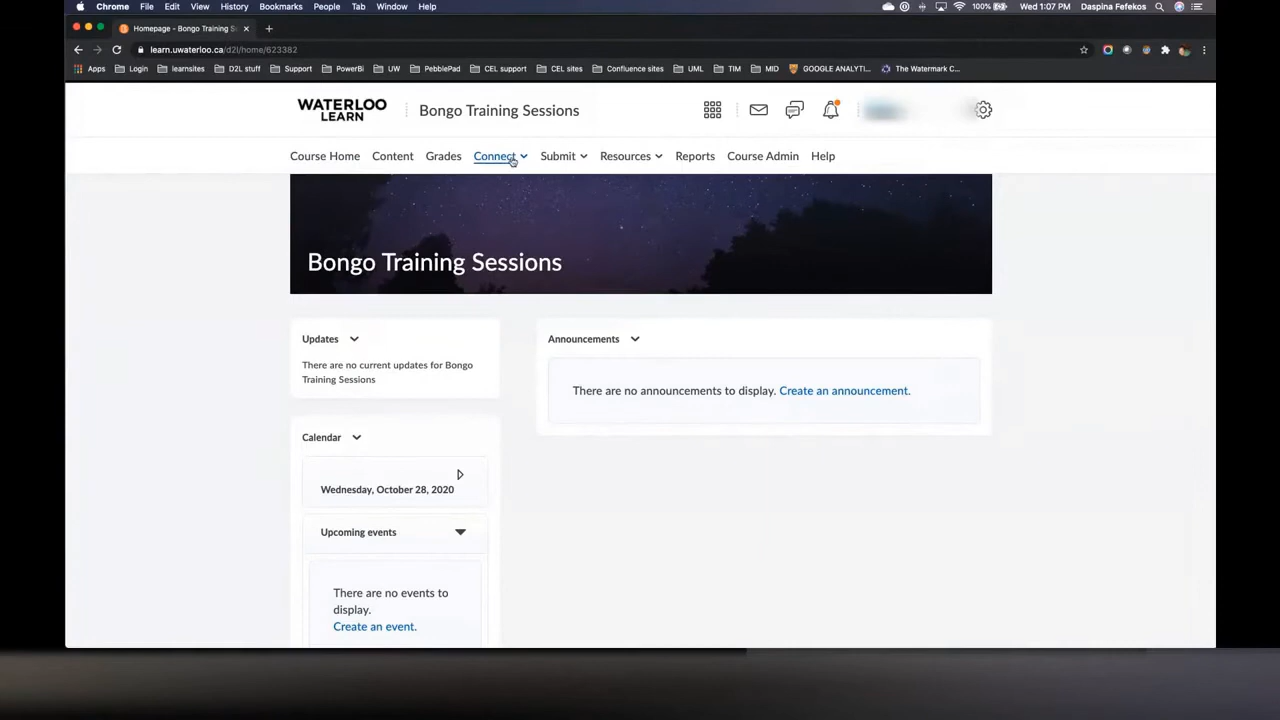 Chrome File Edit View History Bookmarks People Tab Window Help 100% Wed 1:07 PM Daspina Fefekos
Homepage - Bongo Training S
learn.uwaterloo.ca/d2l/home/623382
Apps Login learnsites D2L stuff Support PowerBi UW PebblePad CEL support CEL sites Confluence sites UML TIM MID GOOGLE ANALYTI... The Watermark C...
WATERLOO
LEARN
Bongo Training Sessions
Course Home Content Grades Connect Submit Resources Reports Course Admin Help
Bongo Training Sessions
Updates
There are no current updates for Bongo
Training Sessions
Announcements
There are no announcements to display. Create an announcement.
Calendar
Wednesday, October 28, 2020
Upcoming events
There are no events to
display.
Create an event.